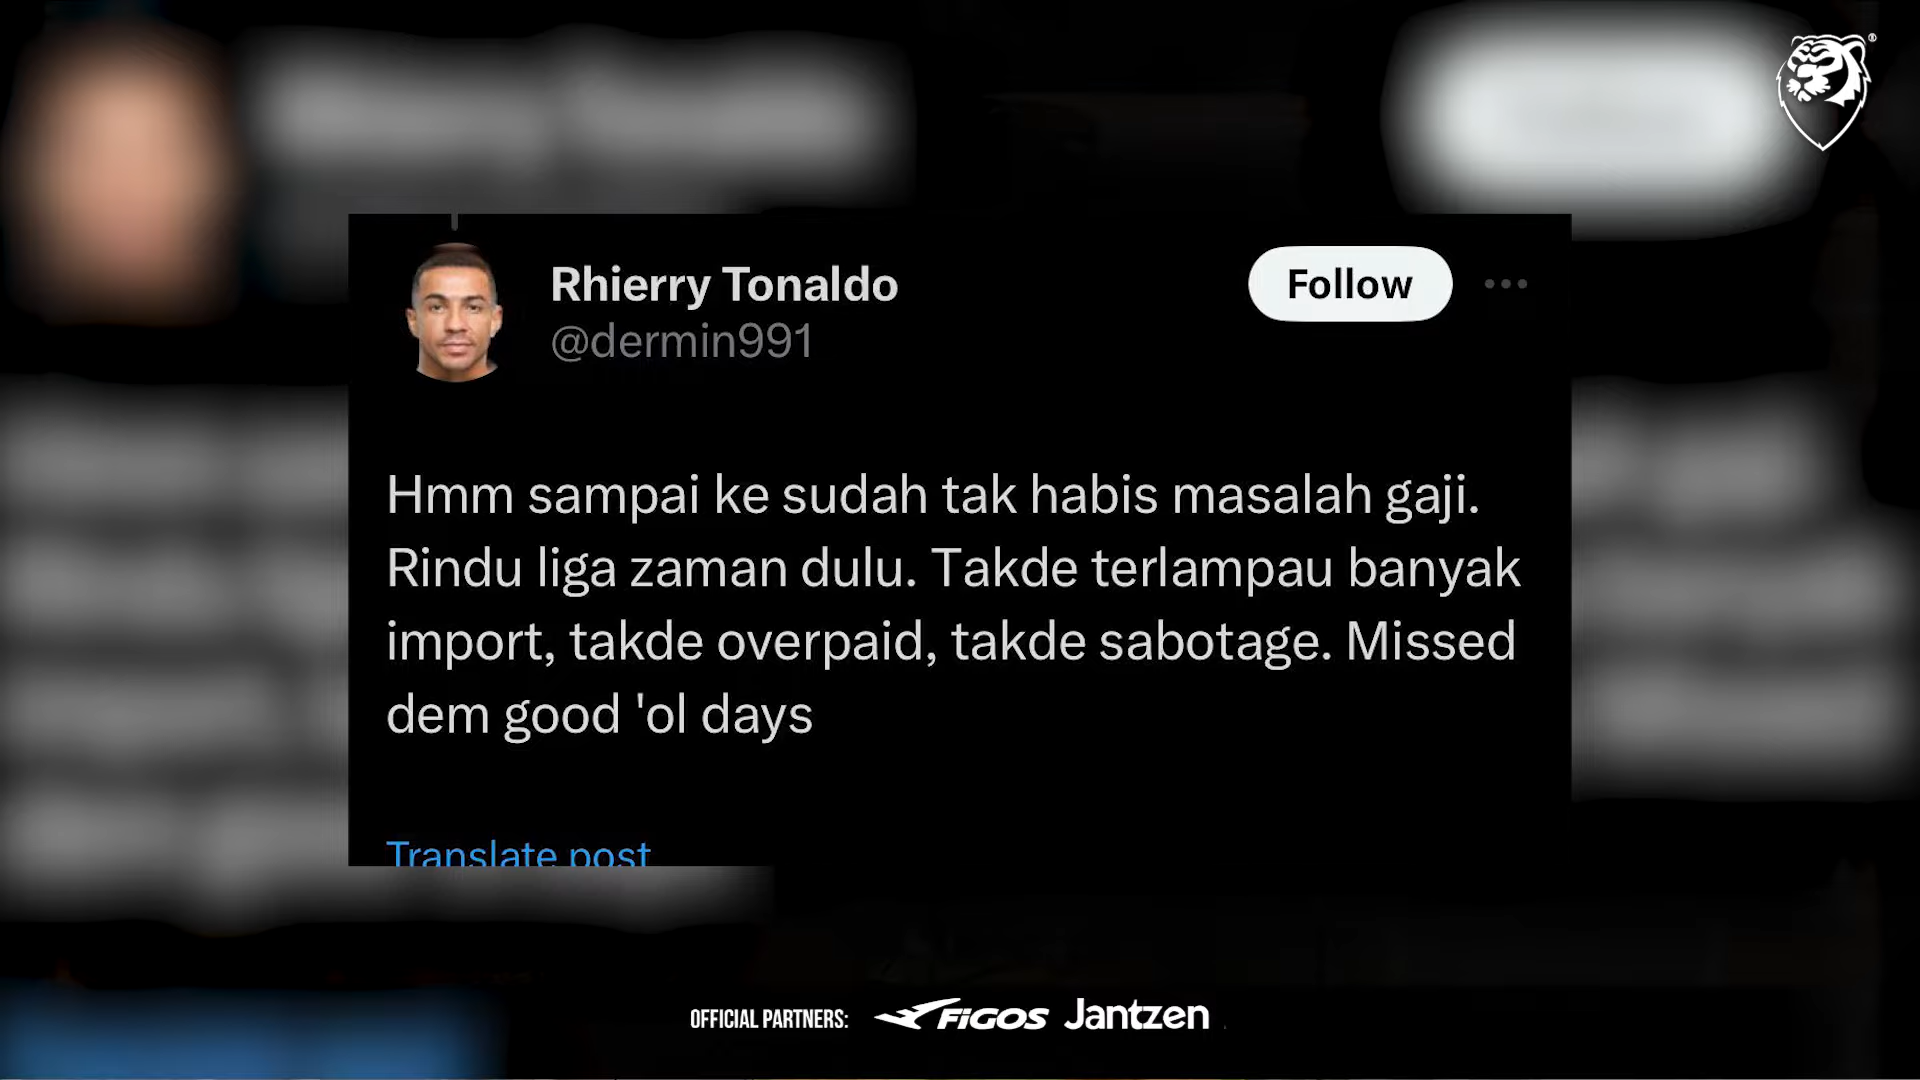 Rhierry Tonaldo
@dermin991
Follow
Hmm sampai ke sudah tak habis masalah gaji.
Rindu liga zaman dulu. Takde terlampau banyak
import, takde overpaid, takde sabotage. Missed
dem good 'ol days
Translate post
OFFICIAL PARTNERS: FIGOS Jantzen